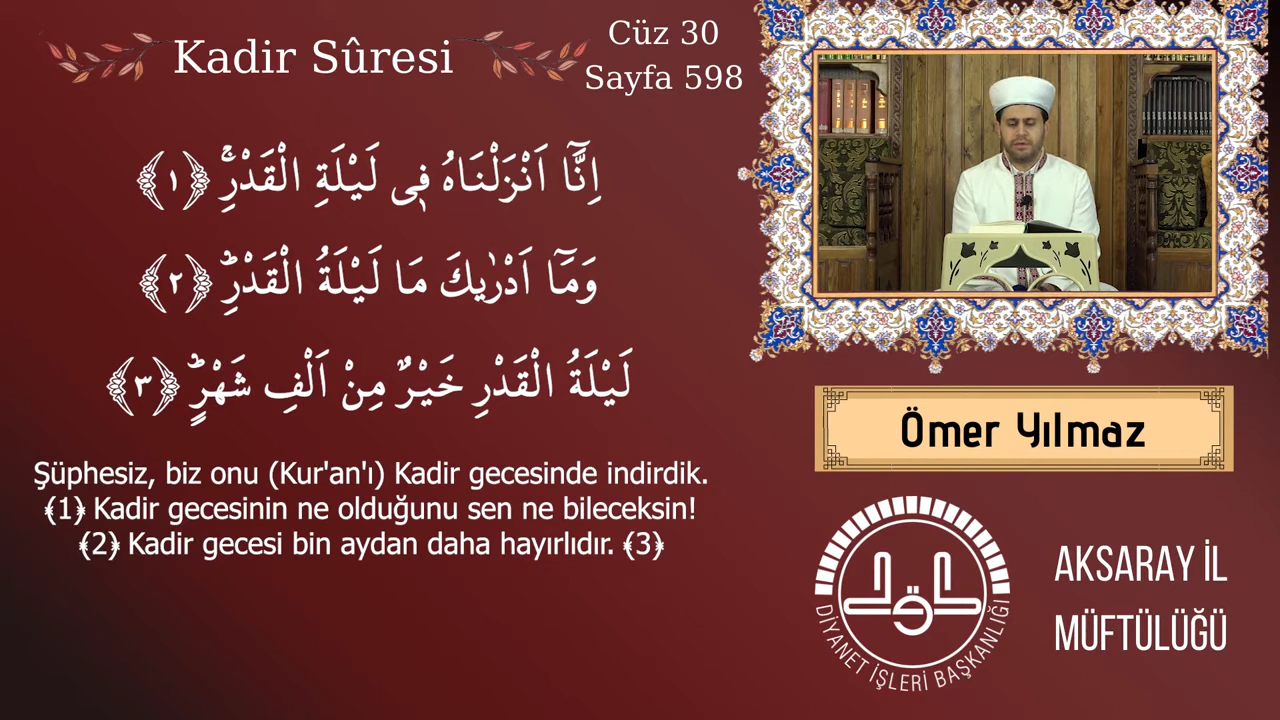 Kadir Sûresi
Cüz 30
Sayfa 598
اِنَّٓا اَنْزَلْنَاهُ ف۪ي لَيْلَةِ الْقَدْرِۚ ﴿١﴾
وَمَٓا اَدْرٰيكَ مَا لَيْلَةُ الْقَدْرِۜ ﴿٢﴾
لَيْلَةُ الْقَدْرِ خَيْرٌ مِنْ اَلْفِ شَهْرٍۜ ﴿٣﴾
Şüphesiz, biz onu (Kur'an'ı) Kadir gecesinde indirdik.
﴾1﴿ Kadir gecesinin ne olduğunu sen ne bileceksin!
﴾2﴿ Kadir gecesi bin aydan daha hayırlıdır. ﴾3﴿
Ömer Yılmaz
DİYANET İŞLERİ BAŞKANLIĞI
AKSARAY İL
MÜFTÜLÜĞÜ